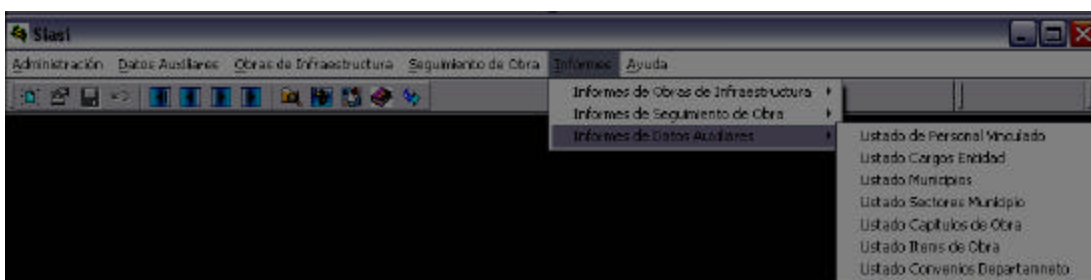 Siasi
Administración Datos Auxiliares Obras de Infraestructura Seguimiento de Obra Informes Ayuda
Informes de Obras de Infraestructura
Informes de Seguimiento de Obra
Informes de Datos Auxiliares
Listado de Personal Vinculado
Listado Cargos Entidad
Listado Municipios
Listado Sectores Municipio
Listado Capítulos de Obra
Listado Items de Obra
Listado Convenios Departamneto